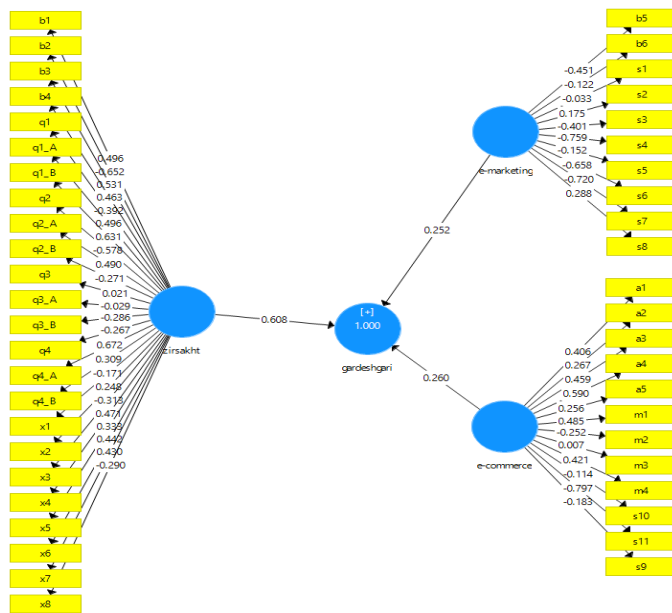 b1
b2
b3
b4
q1
q1_A
q1_B
q2
q2_A
q2_B
q3
q3_A
q3_B
q4
q4_A
q4_B
x1
x2
x3
x4
x5
x6
x7
x8
0.496
-0.652
0.531
0.463
-0.392
0.496
0.631
-0.578
0.490
-0.271
0.021
-0.029
-0.286
-0.267
0.672
0.309
-0.171
0.248
-0.313
0.471
0.333
0.442
0.430
-0.290
zirsakht
0.608
[+]
1.000
gardeshgari
0.252
0.260
e-marketing
-0.451
-0.122
-0.033
0.175
-0.401
-0.759
-0.152
-0.658
-0.720
0.288
b5
b6
s1
s2
s3
s4
s5
s6
s7
s8
e-commerce
0.406
0.267
0.459
0.590
0.256
0.485
-0.252
0.007
0.421
-0.114
-0.797
-0.183
a1
a2
a3
a4
a5
m1
m2
m3
m4
s10
s11
s9